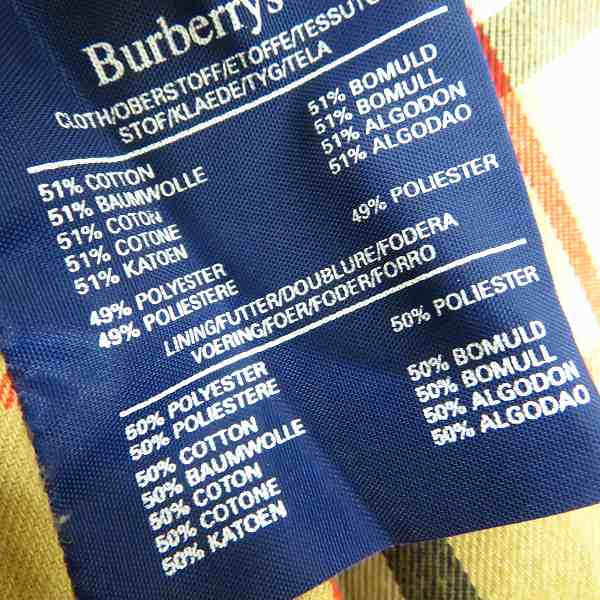 Burberrys
CLOTH/OBERSTOFF/ETOFFE/TESSUTO
STOF/KLAEDE/TYG/TELA
51% COTTON
51% BAUMWOLLE
51% COTON
51% COTONE
51% KATOEN
49% POLYESTER
49% POLIESTERE
51% BOMULD
51% BOMULL
51% ALGODON
51% ALGODAO
49% POLIESTER
LINING/FUTTER/DOUBLURE/FODERA
VOERING/FOER/FODER/FORRO
50% POLYESTER
50% POLIESTERE
50% COTTON
50% BAUMWOLLE
50% COTON
50% COTONE
50% KATOEN
50% POLIESTER
50% BOMULD
50% BOMULL
50% ALGODON
50% ALGODAO